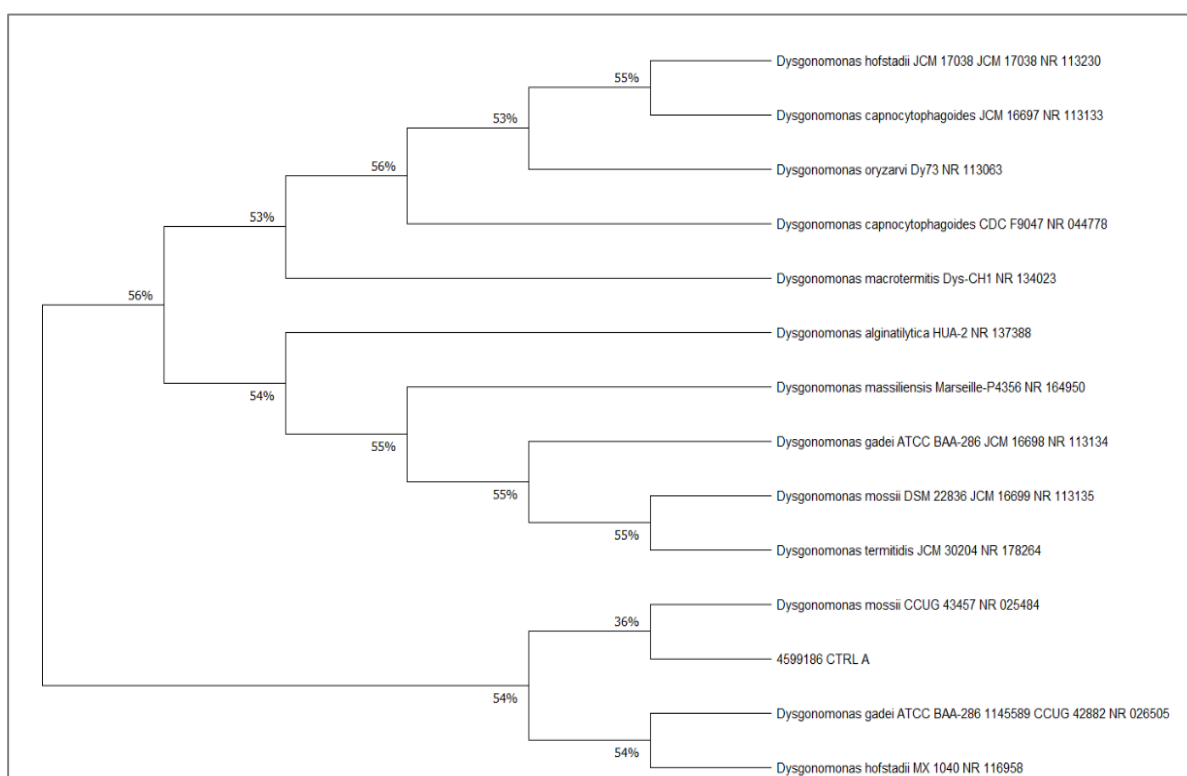 Dysgonomonas hofstadii JCM 17038 JCM 17038 NR 113230
55%
Dysgonomonas capnocytophagoides JCM 16697 NR 113133
53%
Dysgonomonas oryzarvi Dy73 NR 113063
56%
Dysgonomonas capnocytophagoides CDC F9047 NR 044778
53%
Dysgonomonas macrotermitis Dys-CH1 NR 134023
56%
Dysgonomonas alginatilytica HUA-2 NR 137388
54%
Dysgonomonas massiliensis Marseille-P4356 NR 164950
55%
Dysgonomonas gadei ATCC BAA-286 JCM 16698 NR 113134
55%
Dysgonomonas mossii DSM 22836 JCM 16699 NR 113135
55%
Dysgonomonas termitidis JCM 30204 NR 178264
Dysgonomonas mossii CCUG 43457 NR 025484
36%
4599186 CTRL A
54%
Dysgonomonas gadei ATCC BAA-286 1145589 CCUG 42882 NR 026505
54%
Dysgonomonas hofstadii MX 1040 NR 116958